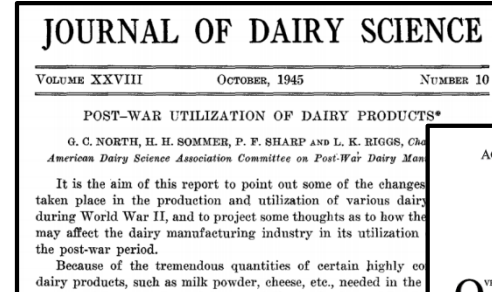 JOURNAL OF DAIRY SCIENCE
VOLUME XXVIII OCTOBER, 1945 NUMBER 10
POST-WAR UTILIZATION OF DAIRY PRODUCTS*
G. C. NORTH, H. H. SOMMER, P. F. SHARP AND L. K. RIGGS,
American Dairy Science Association Committee on Post-War Dairy
It is the aim of this report to point out some of the changes
taken place in the production and utilization of various
during World War II, and to project some thoughts as to how the
may affect the dairy manufacturing industry in its utilization
the post-war period.
Because of the tremendous quantities of certain highly
dairy products, such as milk powder, cheese, etc., needed in the